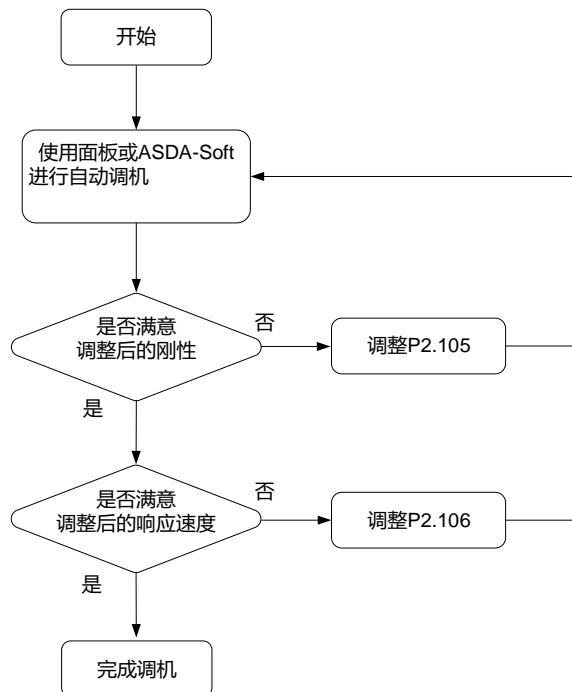 开始
使用面板或ASDA-Soft
进行自动调机
是否满意
调整后的刚性
否
调整P2.105
是
是否满意
调整后的响应速度
否
调整P2.106
是
完成调机